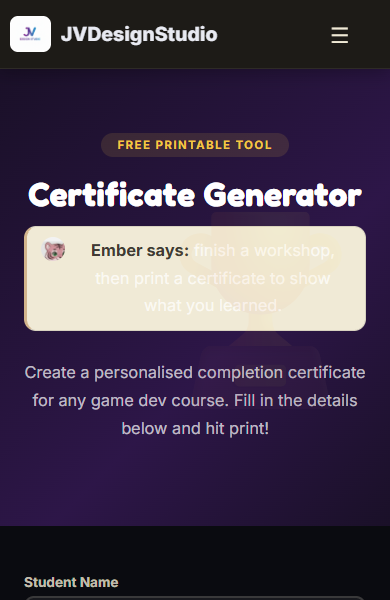 JV
JVDesignStudio
☰
FREE PRINTABLE TOOL
Certificate Generator
Ember says: finish a workshop,
then print a certificate to show
what you learned.
Create a personalised completion certificate
for any game dev course. Fill in the details
below and hit print!
Student Name